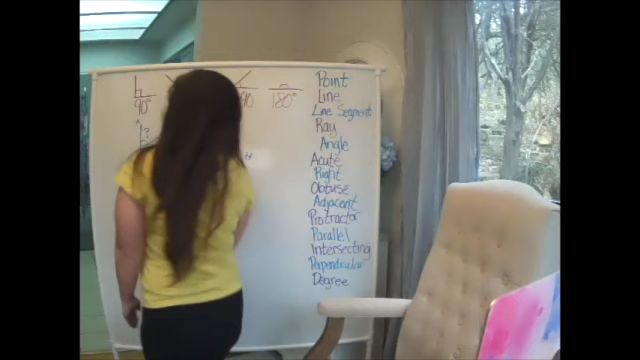 90° 90 180°
A
?
H
Point
Line
Line Segment
Ray
Angle
Acute
Right
Obtuse
Adjacent
Protractor
Parallel
Intersecting
Perpendicular
Degree